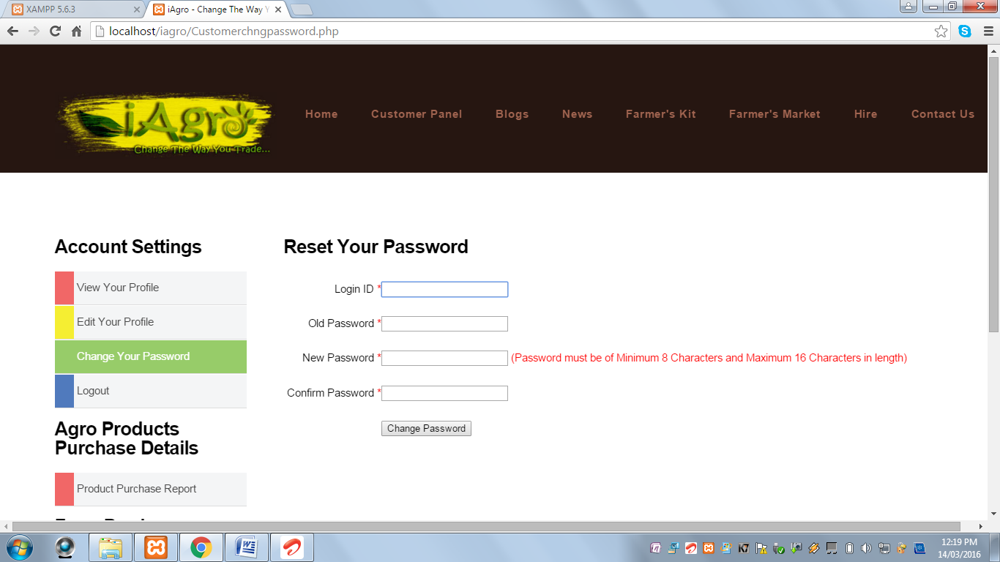 XAMPP 5.6.3
iAgro - Change The Way Y
localhost/iagro/Customerchngpassword.php
iAgro
Change The Way You Trade...
Home Customer Panel Blogs News Farmer's Kit Farmer's Market Hire Contact Us
Account Settings
View Your Profile
Edit Your Profile
Change Your Password
Logout
Agro Products
Purchase Details
Product Purchase Report
Reset Your Password
Login ID *
Old Password *
New Password * (Password must be of Minimum 8 Characters and Maximum 16 Characters in length)
Confirm Password *
Change Password
K7
12:19 PM
14/03/2016